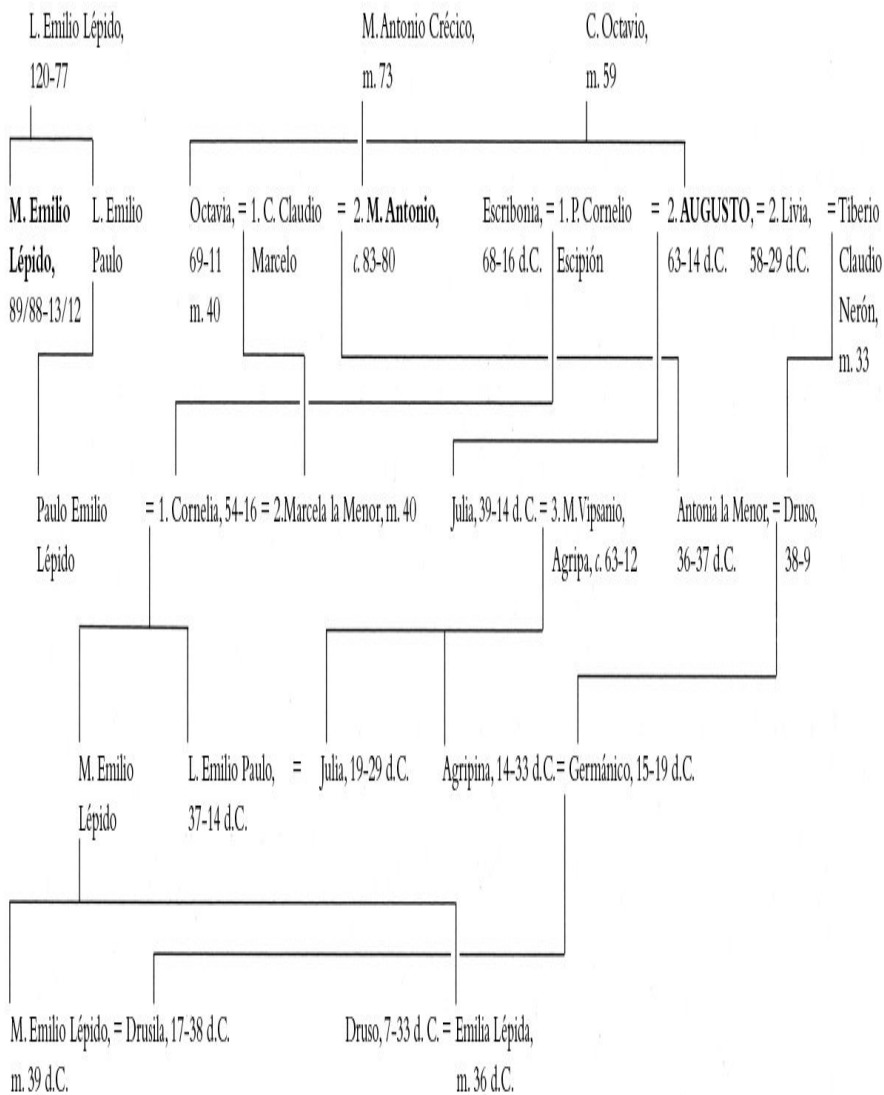 L. Emilio Lépido,
120-77
M. Antonio Crécico,
m. 73
C. Octavio,
m. 59
M. Emilio
Lépido,
89/88-13/12
L. Emilio
Paulo
Octavia, = 1. C. Claudio = 2. M. Antonio,
69-11
m. 40
Marcelo
c. 83-80
Escribonia, = 1. P. Cornelio = 2. AUGUSTO, = 2. Livia, = Tiberio
68-16 d.C.
Escipión
63-14 d.C.
58-29 d.C.
Claudio
Nerón,
m. 33
Paulo Emilio = 1. Cornelia, 54-16 = 2.Marcela la Menor, m. 40
Lépido
Julia, 39-14 d. C. = 3. M. Vipsanio,
Agripa, c. 63-12
Antonia la Menor, = Druso,
36-37 d.C.
38-9
M. Emilio
Lépido
L. Emilio Paulo, = Julia, 19-29 d.C.
37-14 d.C.
Agripina, 14-33 d.C. = Germánico, 15-19 d.C.
M. Emilio Lépido, = Drusila, 17-38 d.C.
m. 39 d.C.
Druso, 7-33 d. C. = Emilia Lépida,
m. 36 d.C.